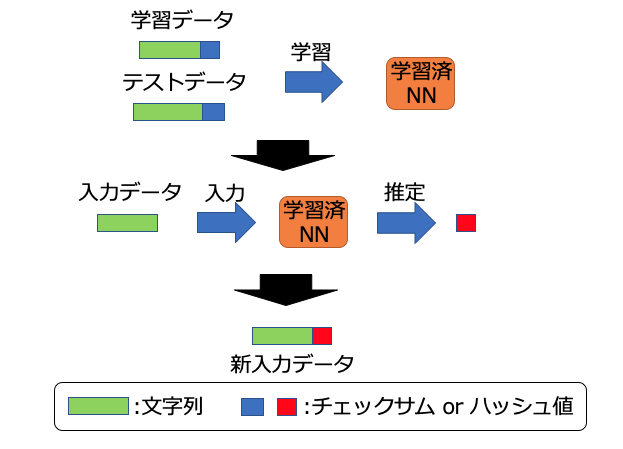 学習データ
学習
テストデータ
学習済
NN
入力データ
入力
学習済
NN
推定
新入力データ
:文字列
:チェックサム or ハッシュ値